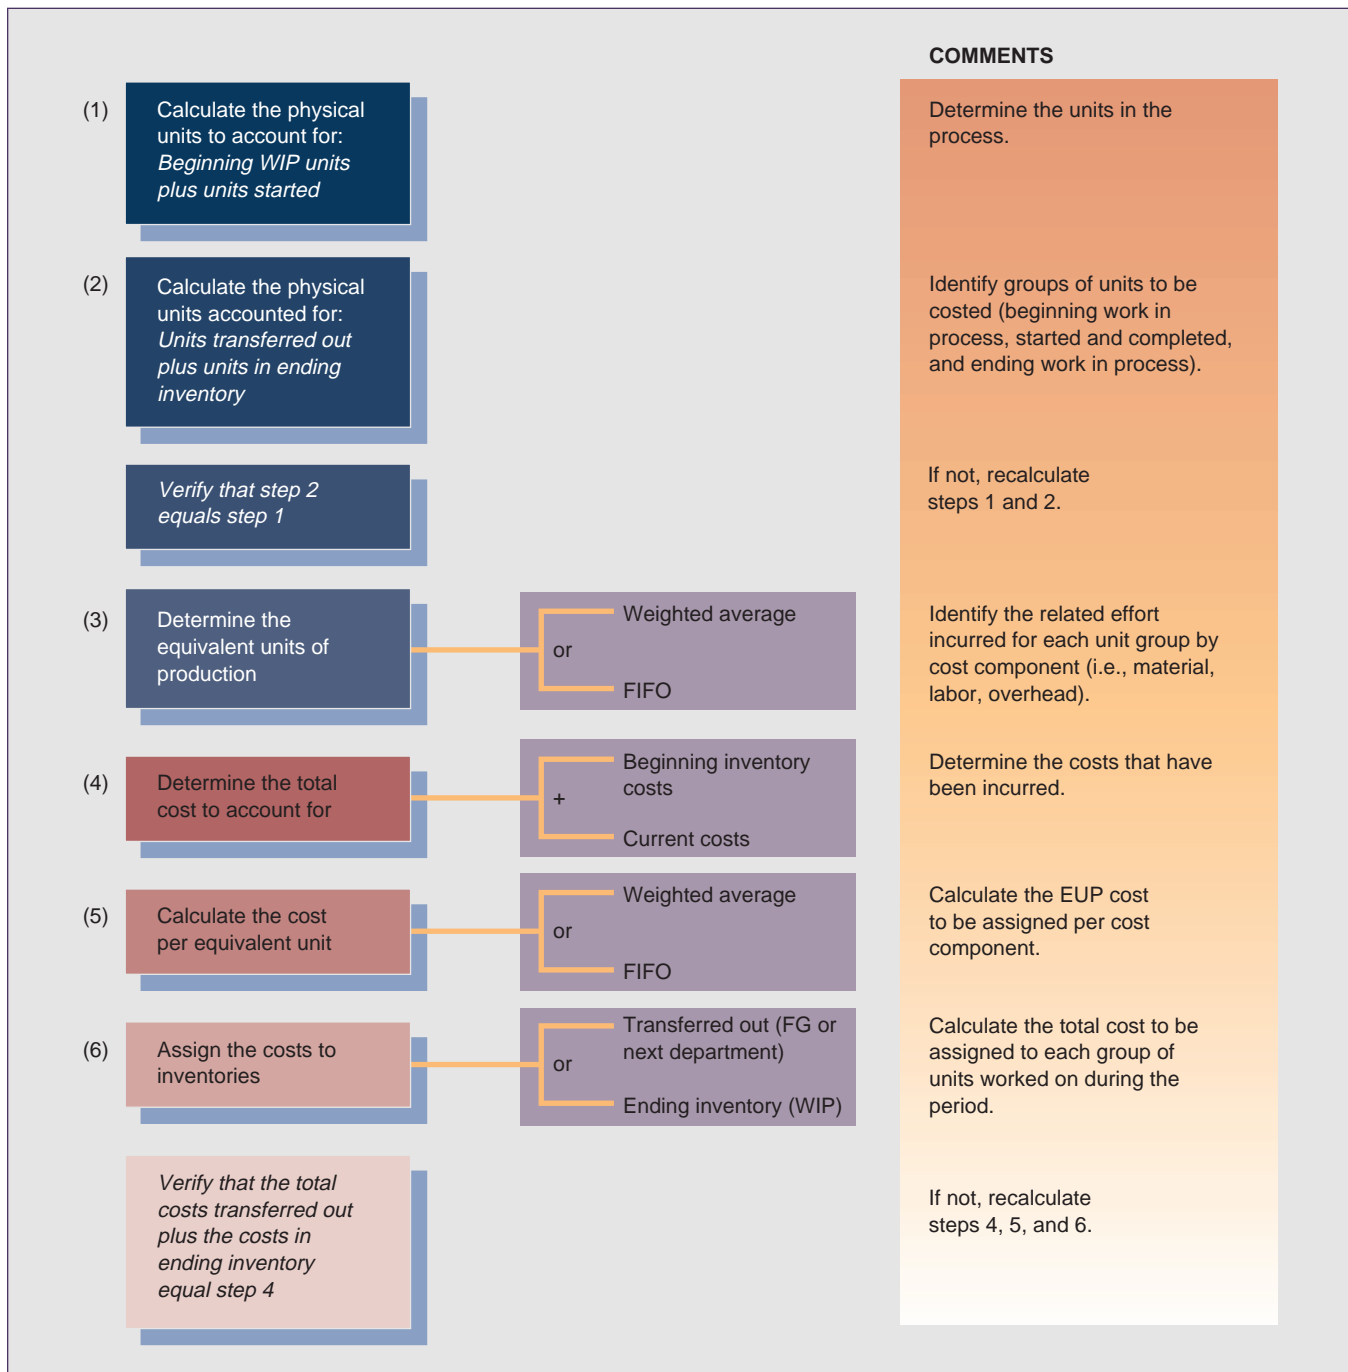 COMMENTS
(1)
Calculate the physical
units to account for:
Beginning WIP units
plus units started
Determine the units in the
process.
(2)
Calculate the physical
units accounted for:
Units transferred out
plus units in ending
inventory
Identify groups of units to be
costed (beginning work in
process, started and completed,
and ending work in process).
Verify that step 2
equals step 1
If not, recalculate
steps 1 and 2.
(3)
Determine the
equivalent units of
production
Weighted average
or
FIFO
Identify the related effort
incurred for each unit group by
cost component (i.e., material,
labor, overhead).
(4)
Determine the total
cost to account for
Beginning inventory
costs
+
Current costs
Determine the costs that have
been incurred.
(5)
Calculate the cost
per equivalent unit
Weighted average
or
FIFO
Calculate the EUP cost
to be assigned per cost
component.
(6)
Assign the costs to
inventories
Transferred out (FG or
next department)
or
Ending inventory (WIP)
Calculate the total cost to be
assigned to each group of
units worked on during the
period.
Verify that the total
costs transferred out
plus the costs in
ending inventory
equal step 4
If not, recalculate
steps 4, 5, and 6.